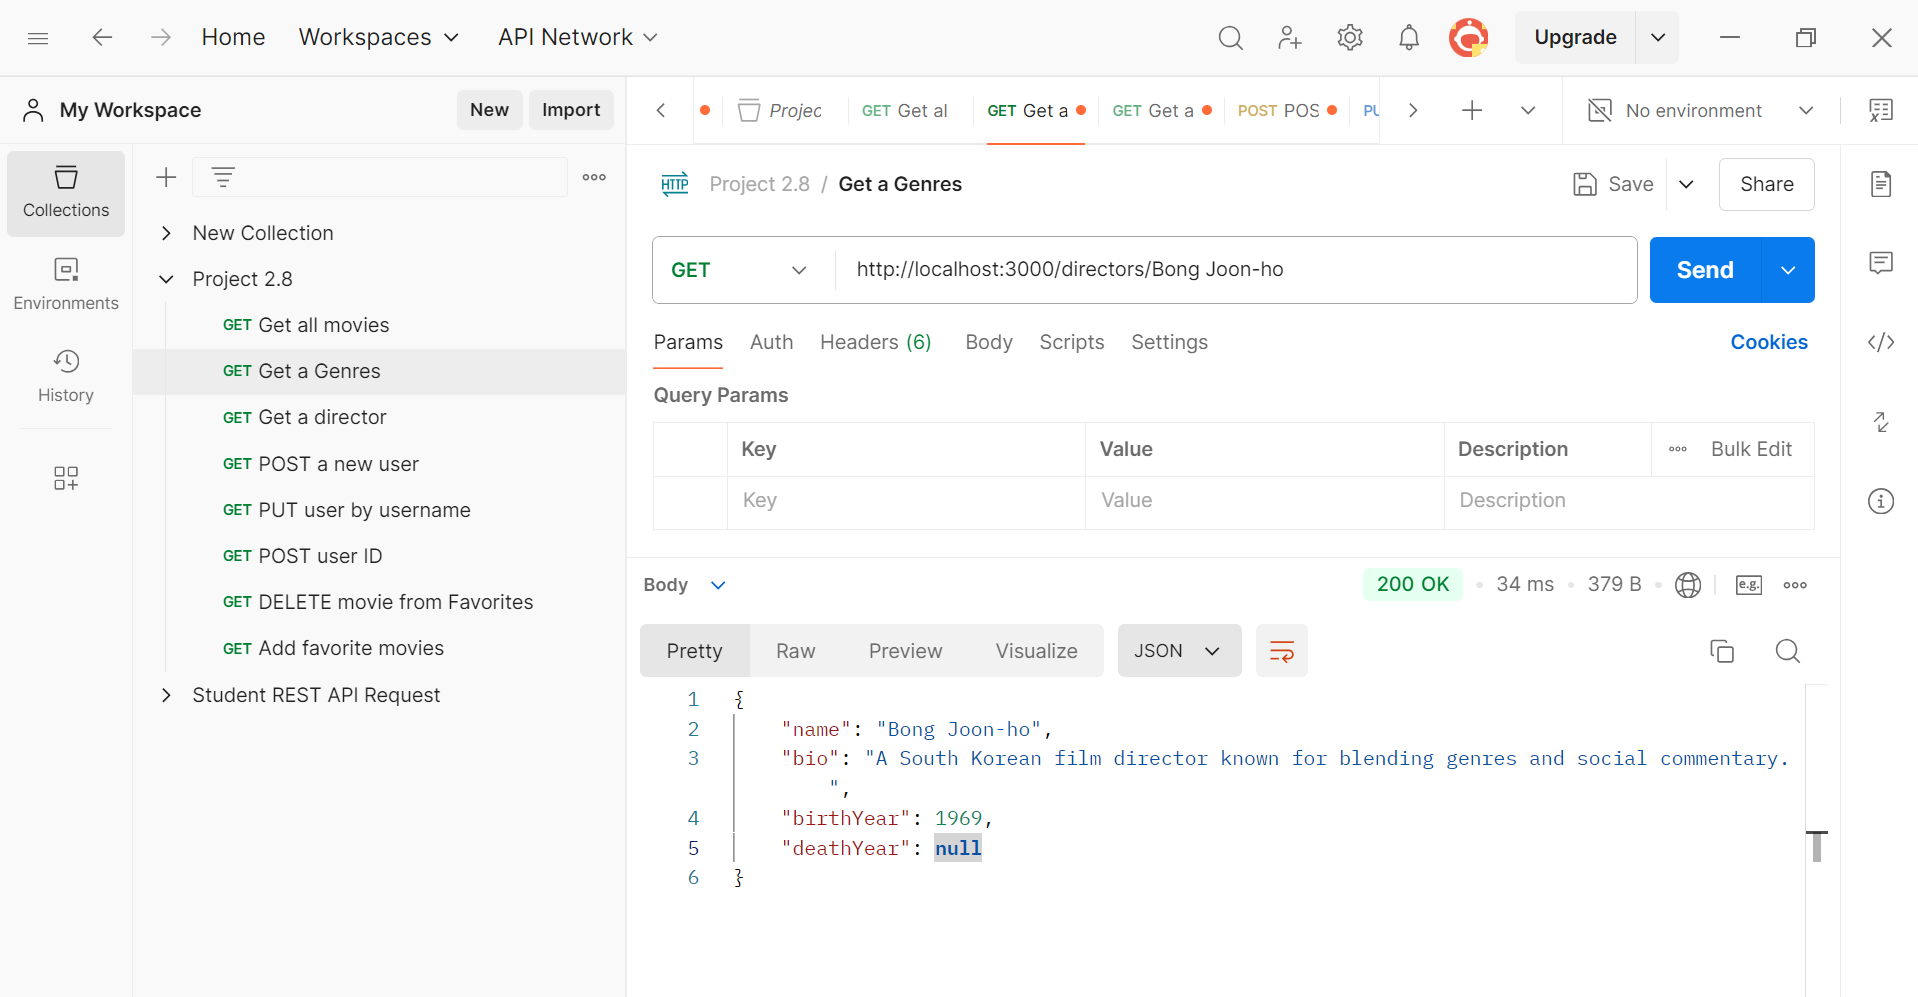 Home Workspaces API Network Upgrade
My Workspace New Import
Projec GET Get al GET Get a GET Get a POST POS PU No environment
Collections
Environments
History
New Collection
Project 2.8
GET Get all movies
GET Get a Genres
GET Get a director
GET POST a new user
GET PUT user by username
GET POST user ID
GET DELETE movie from Favorites
GET Add favorite movies
Student REST API Request
HTTP Project 2.8 / Get a Genres Save Share
GET http://localhost:3000/directors/Bong Joon-ho Send
Params Auth Headers (6) Body Scripts Settings Cookies
Query Params
Key Value Description Bulk Edit
Key Value Description
Body 200 OK 34 ms 379 B e.g.
Pretty Raw Preview Visualize JSON
1 {
2 "name": "Bong Joon-ho",
3 "bio": "A South Korean film director known for blending genres and social commentary.
",
4 "birthYear": 1969,
5 "deathYear": null
6 }